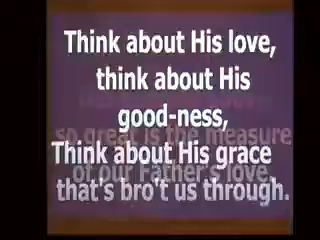 Think about His love,
think about His
good-ness,
so great is the measure
Think about His grace
of our Father's love
that's bro't us through.